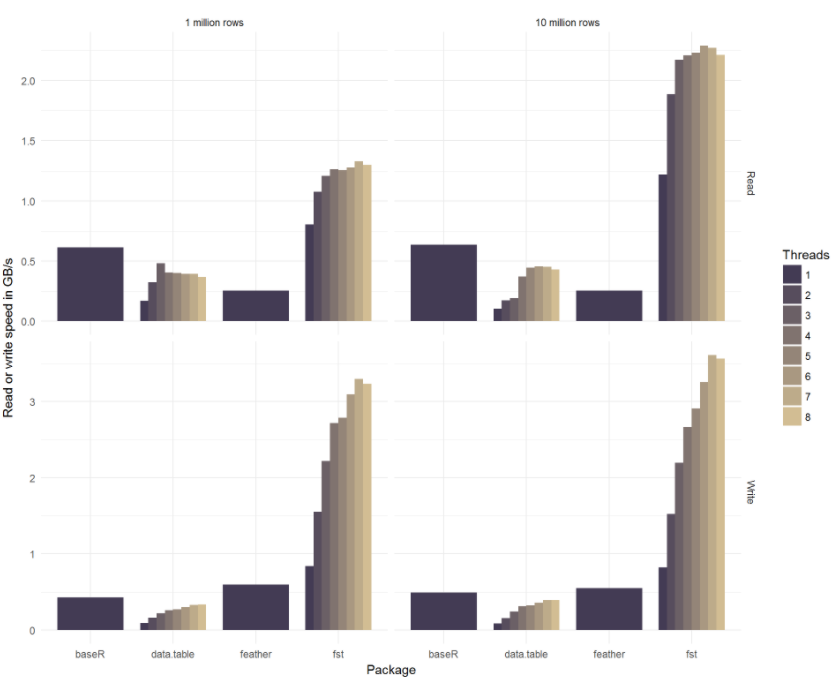 1 million rows
10 million rows
2.0
1.5
1.0
0.5
0.0
Read
3
2
1
0
Write
Read or write speed in GB/s
baseR
data.table
feather
fst
baseR
data.table
feather
fst
Package
Threads
1
2
3
4
5
6
7
8